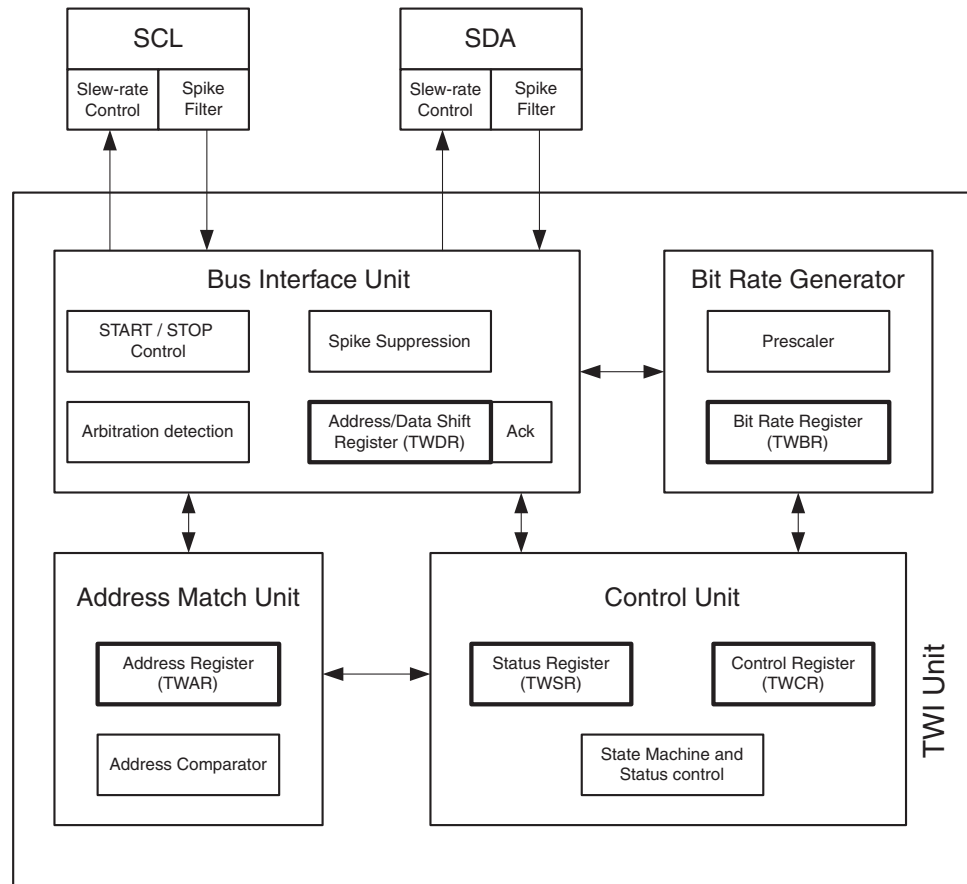 SCL
SDA
Slew-rate
Control
Spike
Filter
Slew-rate
Control
Spike
Filter
Bus Interface Unit
START / STOP
Control
Spike Suppression
Arbitration detection
Address/Data Shift
Register (TWDR)
Ack
Bit Rate Generator
Prescaler
Bit Rate Register
(TWBR)
Address Match Unit
Address Register
(TWAR)
Address Comparator
Control Unit
Status Register
(TWSR)
Control Register
(TWCR)
State Machine and
Status control
TWI Unit